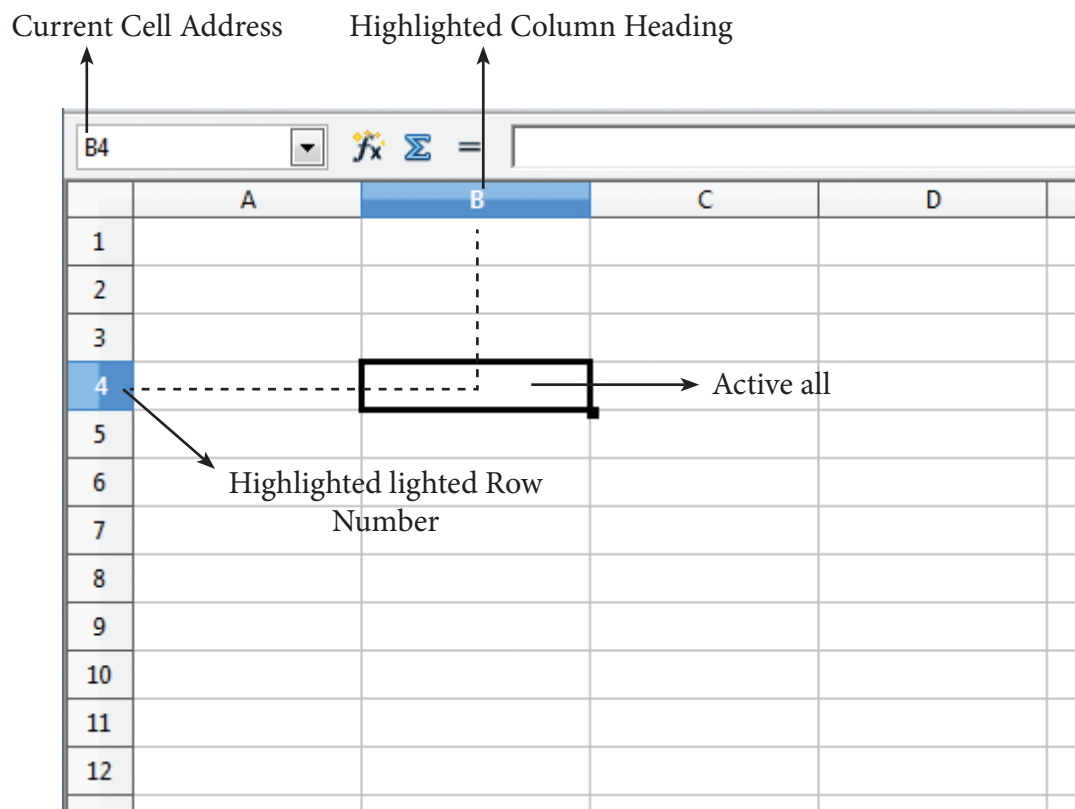 Current Cell Address Highlighted Column Heading
B4 fx Σ =
A B C D
1
2
3
4 Active all
5
6 Highlighted lighted Row
7 Number
8
9
10
11
12